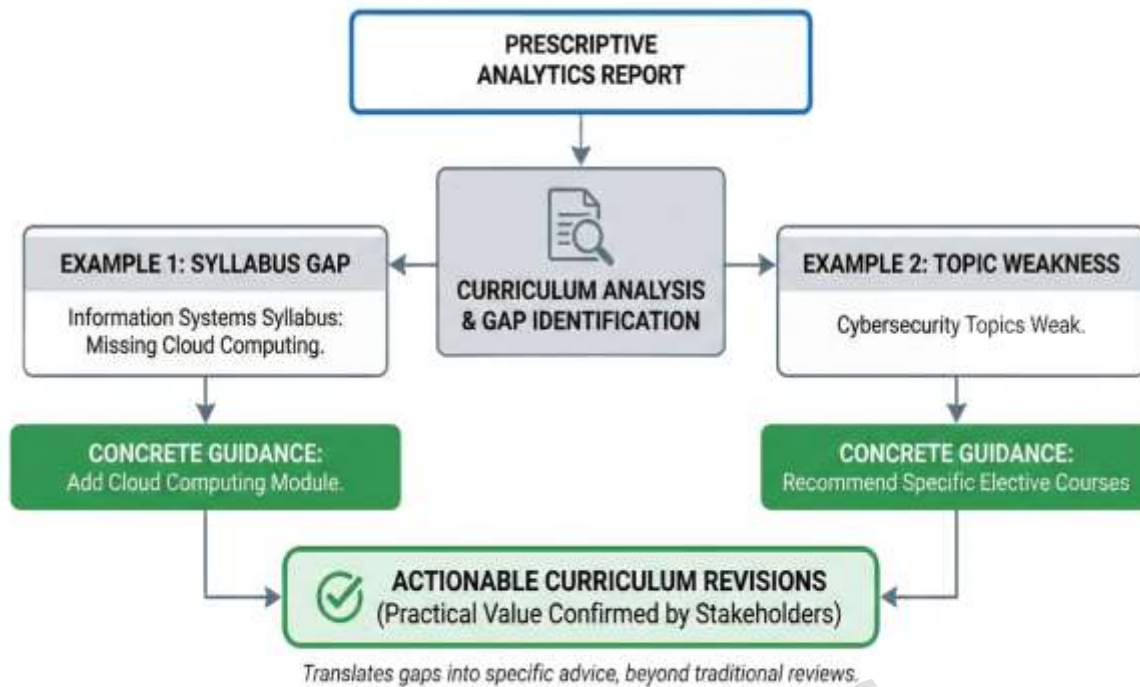 PRESCRIPTIVE
ANALYTICS REPORT
CURRICULUM ANALYSIS
& GAP IDENTIFICATION
EXAMPLE 1: SYLLABUS GAP
Information Systems Syllabus:
Missing Cloud Computing.
EXAMPLE 2: TOPIC WEAKNESS
Cybersecurity Topics Weak.
CONCRETE GUIDANCE:
Add Cloud Computing Module.
CONCRETE GUIDANCE:
Recommend Specific Elective Courses
ACTIONABLE CURRICULUM REVISIONS
(Practical Value Confirmed by Stakeholders)
Translates gaps into specific advice, beyond traditional reviews.